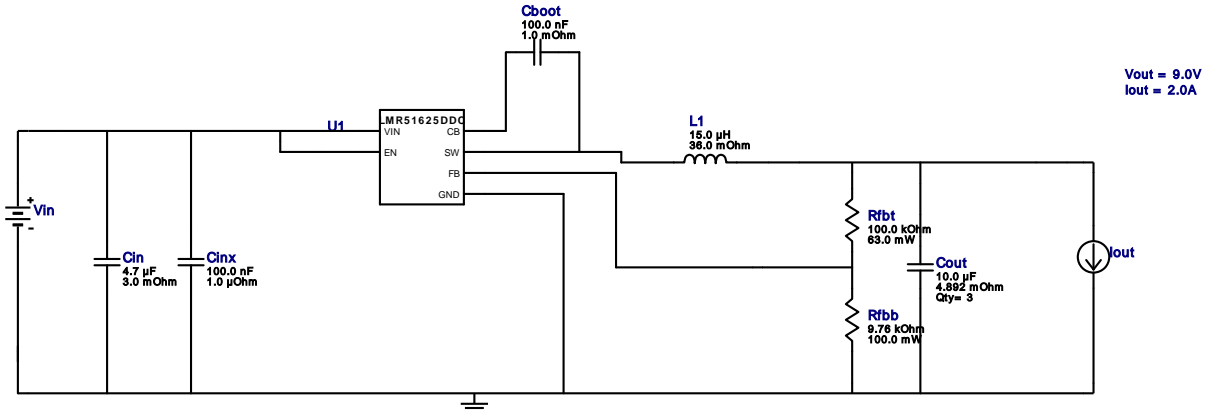 Cboot
100.0 nF
1.0 mOhm
Vout = 9.0V
Iout = 2.0A
U1
LMR51625DDC
VIN
CB
EN
SW
FB
GND
L1
15.0 µH
36.0 mOhm
Vin
+
-
Cin
4.7 µF
3.0 mOhm
Cinx
100.0 nF
1.0 µOhm
Rfbt
100.0 kOhm
63.0 mW
Cout
10.0 µF
4.892 mOhm
Qty= 3
Iout
Rfbb
9.76 kOhm
100.0 mW